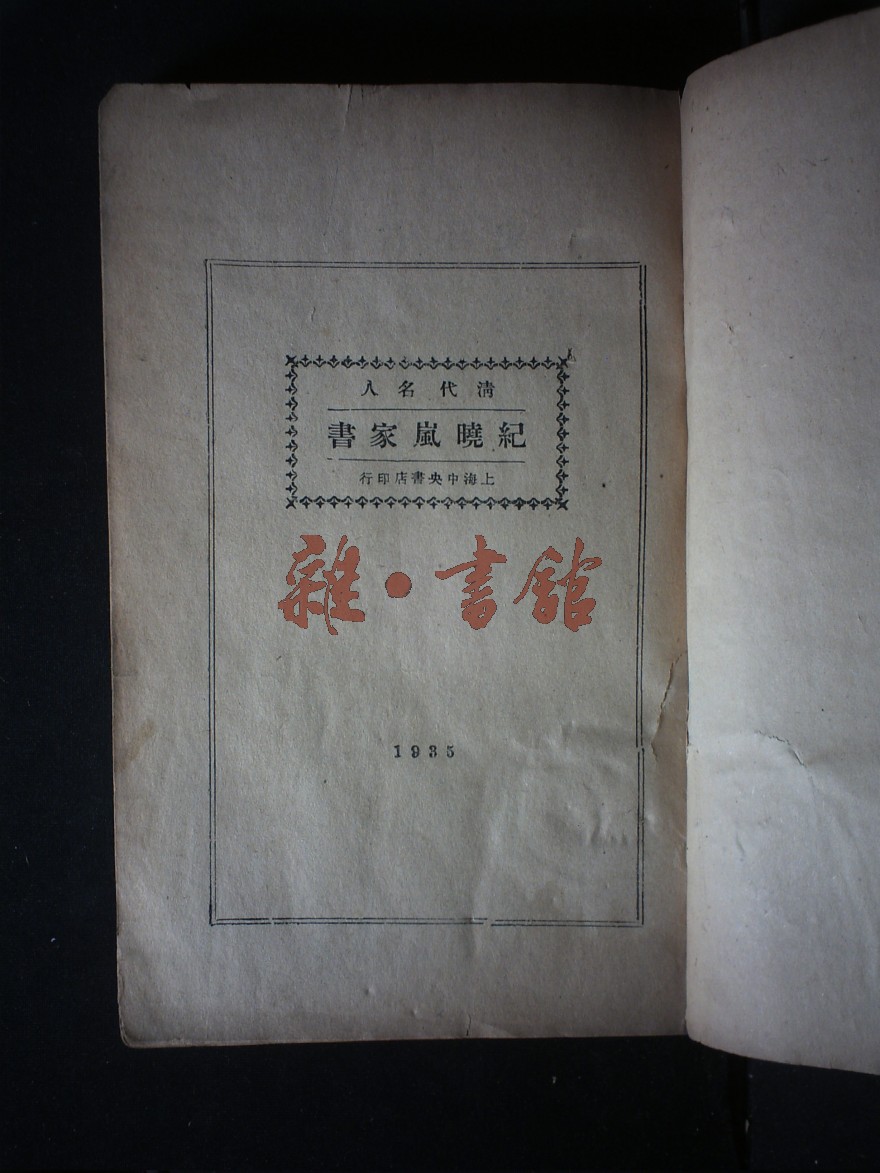 清代名人
紀曉嵐家書
上海中央書店印行
雜·書館
1935